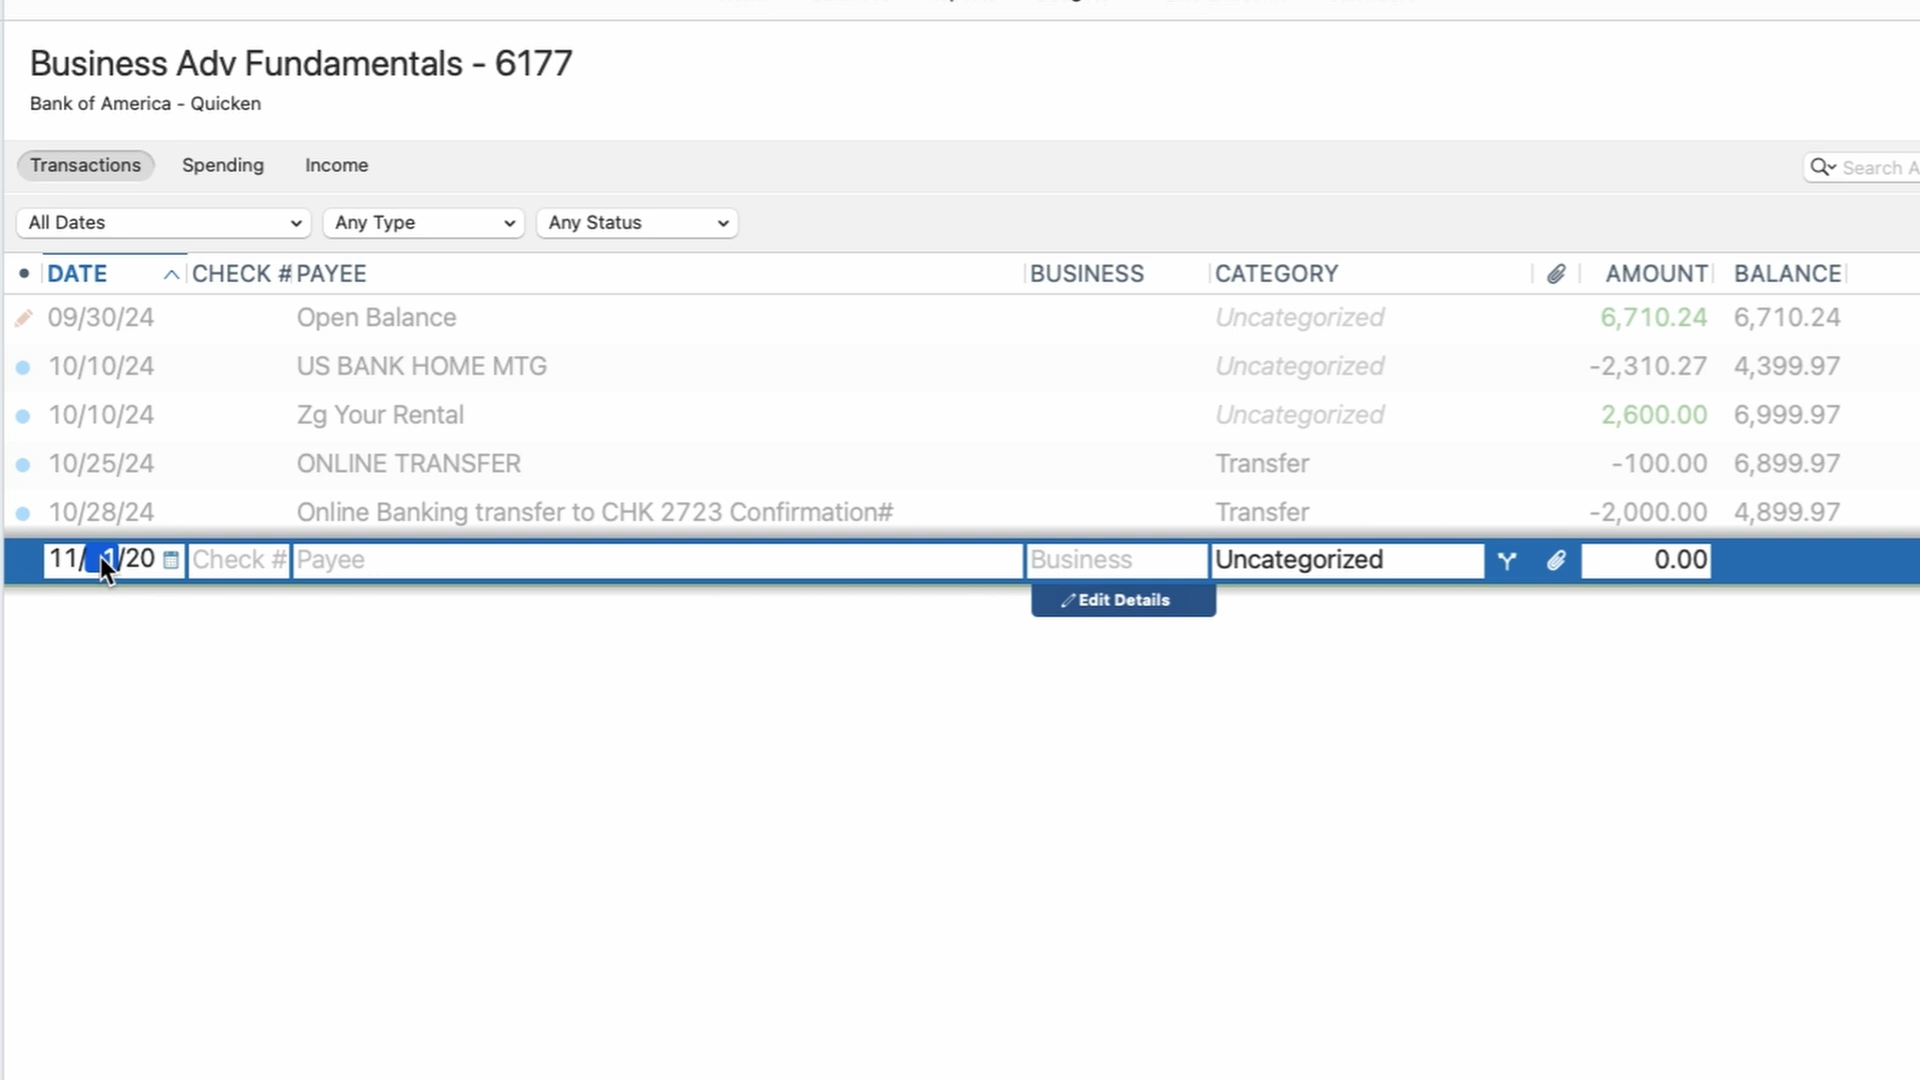 Business Adv Fundamentals - 6177
Bank of America - Quicken
Transactions Spending Income Search A
All Dates Any Type Any Status
DATE CHECK # PAYEE BUSINESS CATEGORY AMOUNT BALANCE
09/30/24 Open Balance Uncategorized 6,710.24 6,710.24
10/10/24 US BANK HOME MTG Uncategorized -2,310.27 4,399.97
10/10/24 Zg Your Rental Uncategorized 2,600.00 6,999.97
10/25/24 ONLINE TRANSFER Transfer -100.00 6,899.97
10/28/24 Online Banking transfer to CHK 2723 Confirmation# Transfer -2,000.00 4,899.97
11/ 1/20 Check # Payee Business Uncategorized 0.00
Edit Details